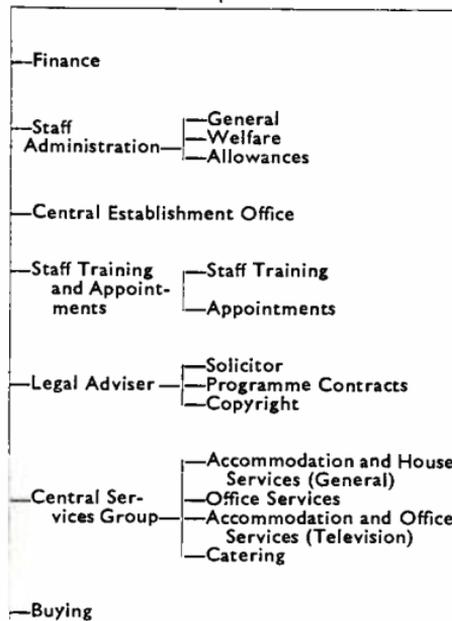 Finance
Staff
Administration
General
Welfare
Allowances
Central Establishment Office
Staff Training
and Appoint-
ments
Staff Training
Appointments
Legal Adviser
Solicitor
Programme Contracts
Copyright
Central Ser-
vices Group
Accommodation and House
Services (General)
Office Services
Accommodation and Office
Services (Television)
Catering
Buying